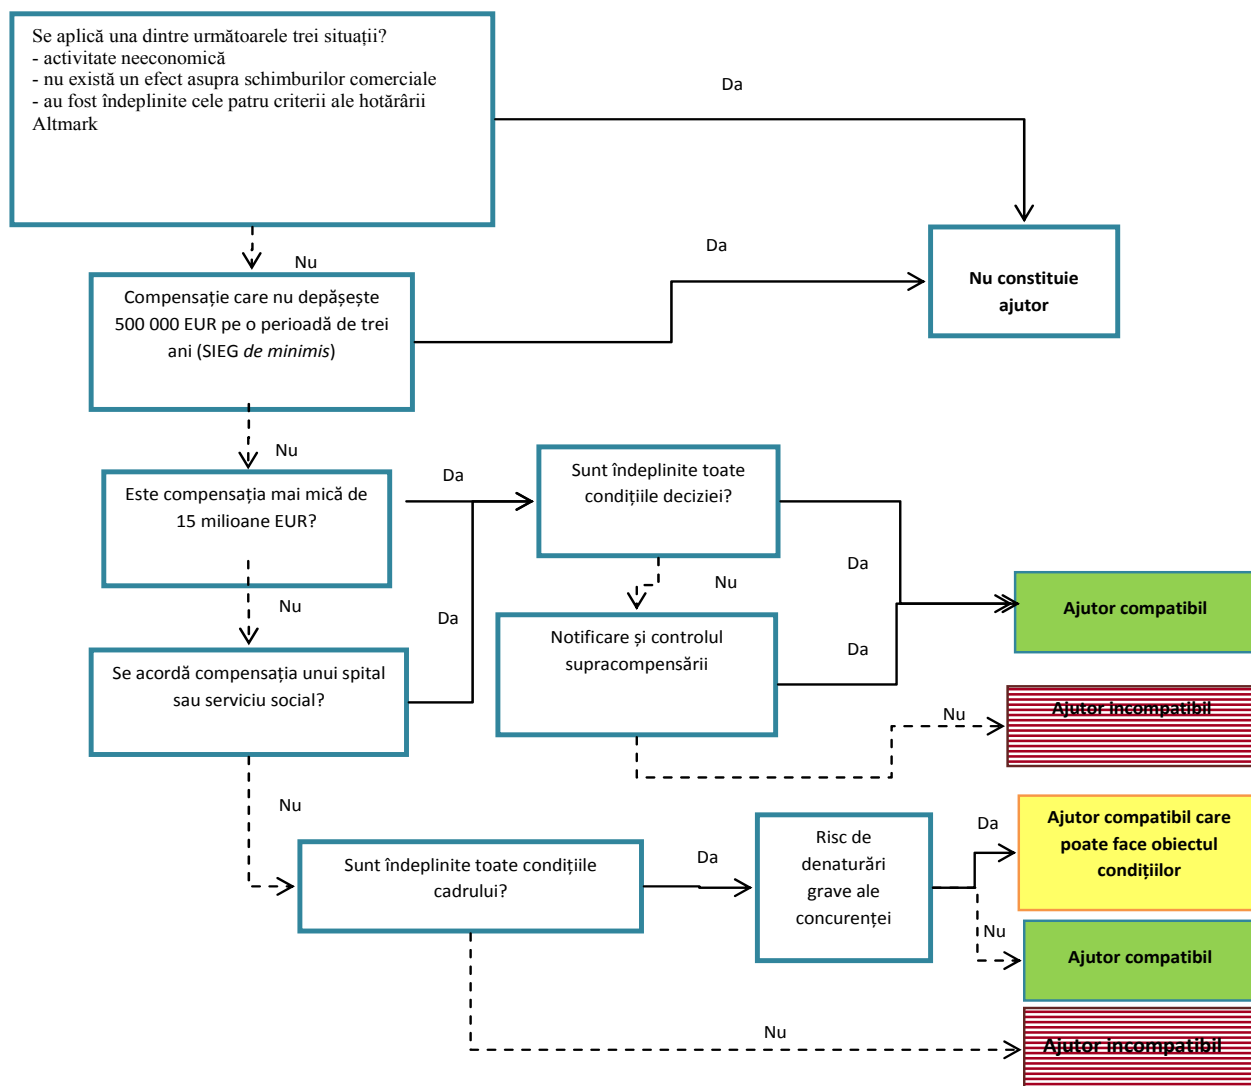 Se aplică una dintre următoarele trei situații?
- activitate neeconomică
- nu există un efect asupra schimburilor comerciale
- au fost îndeplinite cele patru criterii ale hotărârii
Altmark
Da
Nu
Da
Nu constituie
ajutor
Compensație care nu depășește
500 000 EUR pe o perioadă de trei
ani (SIEG de minimis)
Nu
Da
Sunt îndeplinite toate
condițiile deciziei?
Este compensația mai mică de
15 milioane EUR?
Da
Nu
Nu
Da
Ajutor compatibil
Notificare și controlul
supracompensării
Da
Se acordă compensația unui spital
sau serviciu social?
Nu
Ajutor incompatibil
Nu
Sunt îndeplinite toate condițiile
cadrului?
Da
Risc de
denaturări
grave ale
concurenței
Da
Ajutor compatibil care
poate face obiectul
condițiilor
Nu
Ajutor compatibil
Nu
Ajutor incompatibil